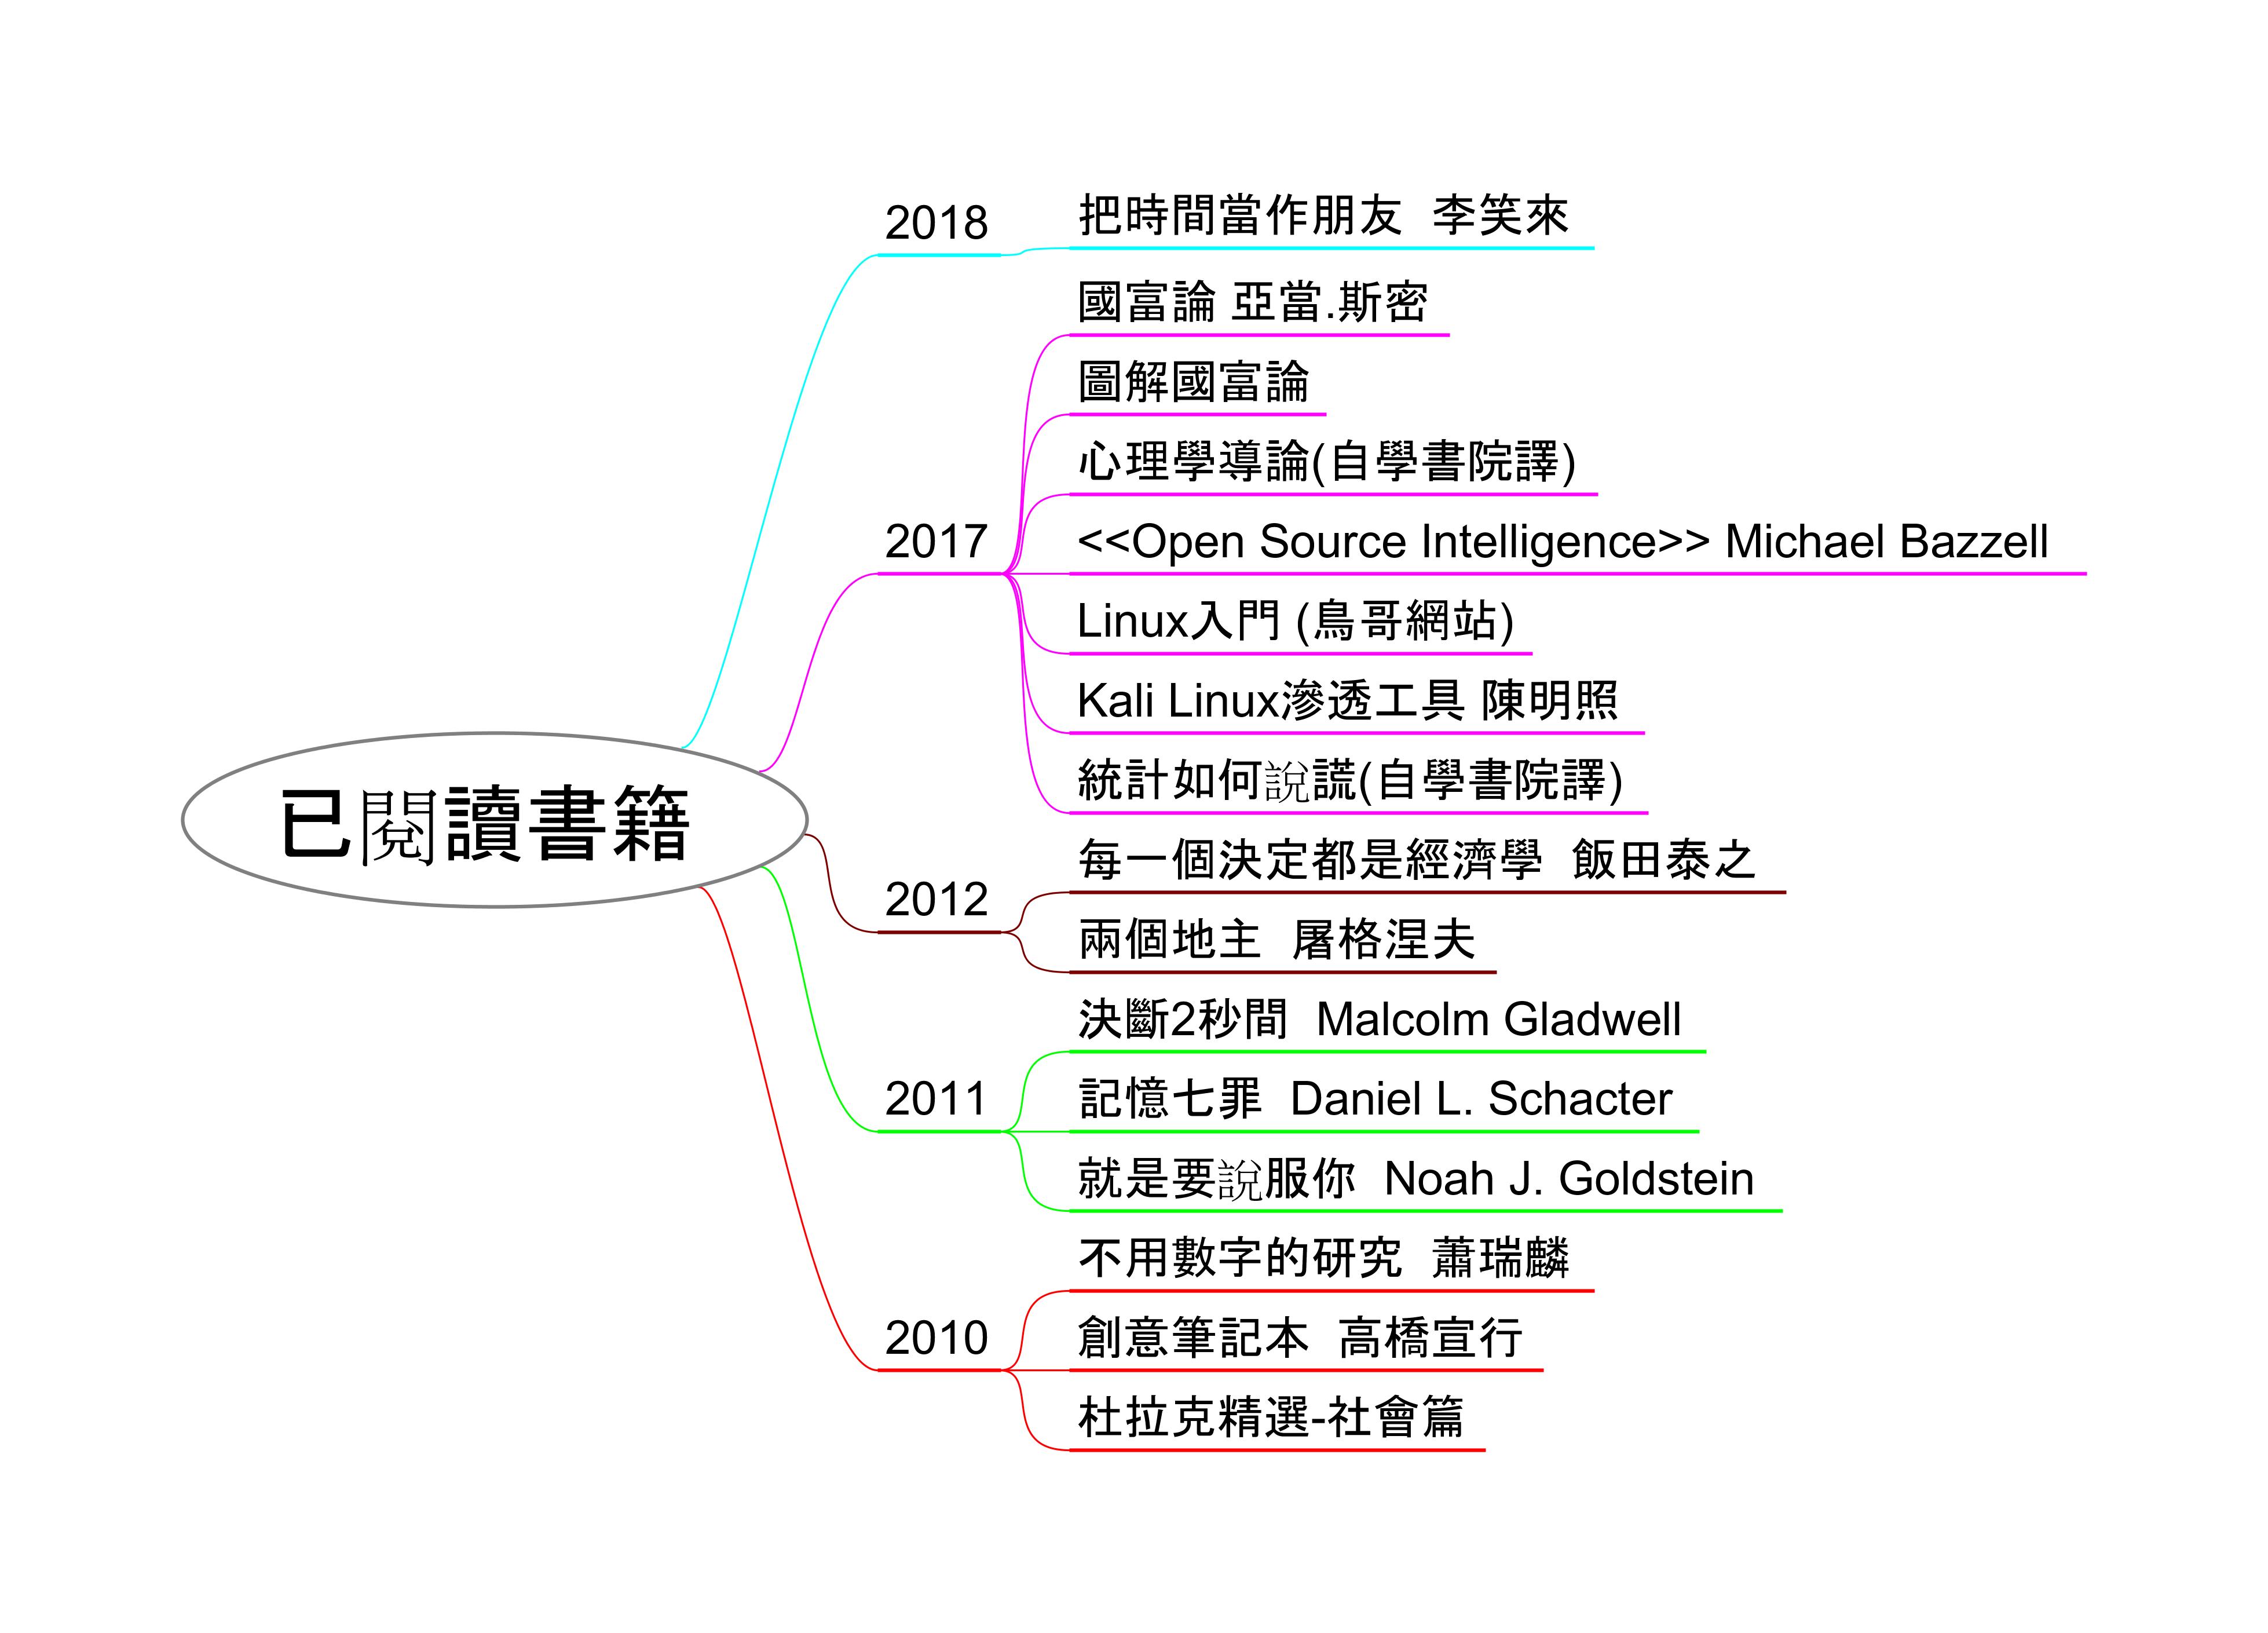 已閱讀書籍
2018
把時間當作朋友  李笑來
2017
國富論 亞當.斯密
圖解國富論
心理學導論(自學書院譯)
<<Open Source Intelligence>> Michael Bazzell
Linux入門 (鳥哥網站)
Kali Linux滲透工具 陳明照
統計如何說謊(自學書院譯)
2012
每一個決定都是經濟學  飯田泰之
兩個地主  屠格涅夫
2011
決斷2秒間  Malcolm Gladwell
記憶七罪  Daniel L. Schacter
就是要說服你  Noah J. Goldstein
2010
不用數字的研究  蕭瑞麟
創意筆記本  高橋宣行
杜拉克精選-社會篇